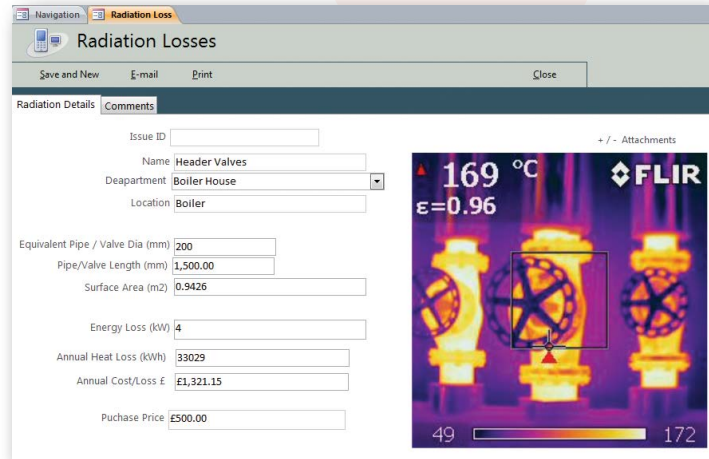 Navigation Radiation Loss
Radiation Losses
Save and New E-mail Print Close
Radiation Details Comments
Issue ID
+ / - Attachments
Name Header Valves
Deapartment Boiler House
Location Boiler
Equivalent Pipe / Valve Dia (mm) 200
Pipe/Valve Length (mm) 1,500.00
Surface Area (m2) 0.9426
Energy Loss (kW) 4
Annual Heat Loss (kWh) 33029
Annual Cost/Loss £ £1,321.15
Puchase Price £500.00
169 °C FLIR
ε=0.96
49 172